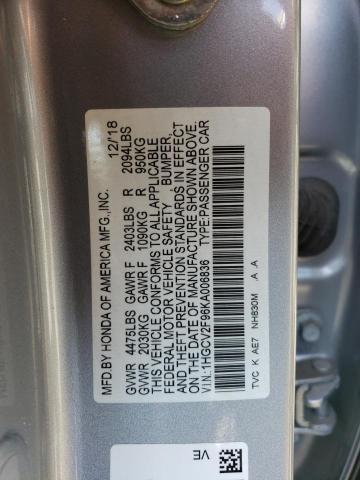 MFD.BY HONDA OF AMERICA MFG.,INC. 12/'18
GVWR 4475LBS GAWR F 2403LBS R 2094LBS
GVWR 2030KG GAWR F 1090KG R 950KG
THIS VEHICLE CONFORMS TO ALL APPLICABLE
FEDERAL MOTOR VEHICLE SAFETY, BUMPER,
AND THEFT PREVENTION STANDARDS IN EFFECT
ON THE DATE OF MANUFACTURE SHOWN ABOVE.
V.I.N.:1HGCV2F96KA006836 TYPE:PASSENGER CAR
TVC K AE7 NH830M .A .A
VE